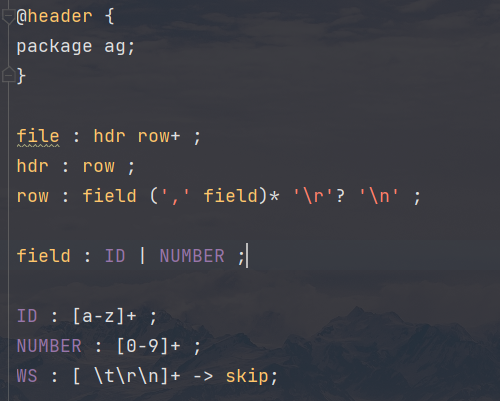 @header {
package ag;
}
file : hdr row+ ;
hdr : row ;
row : field (',' field)* '\r'? '\n' ;
field : ID | NUMBER ;
ID : [a-z]+ ;
NUMBER : [0-9]+ ;
WS : [ \t\r\n]+ -> skip;